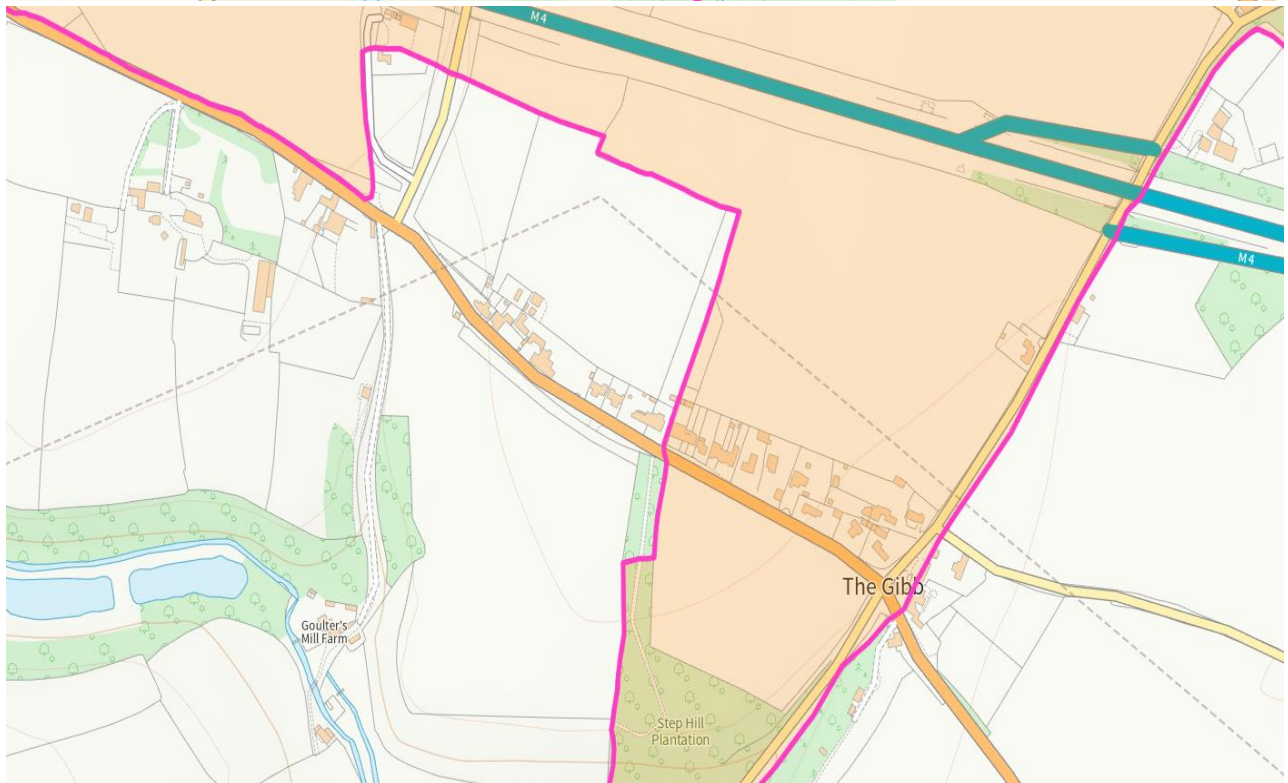 M4
M4
The Gibb
Goulter's
Mill Farm
Step Hill
Plantation